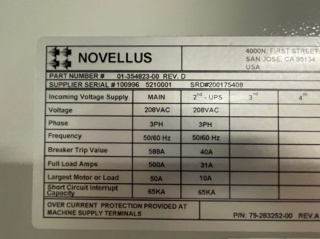 NOVELLUS
4000N. FIRST STREET
SAN JOSE, CA 95134
USA
PART NUMBER # 01-354823-00 REV. D
SUPPLIER SERIAL # 100996 5210001 SRD#200175408
Incoming Voltage Supply MAIN 2nd - UPS 3rd 4th
Voltage 208VAC 208VAC
Phase 3PH 3PH
Frequency 50/60 Hz 50/60 Hz
Breaker Trip Value 588A 40A
Full Load Amps 500A 31A
Largest Motor or Load 50A 10A
Short Circuit Interrupt Capacity 65KA 65KA
OVER CURRENT PROTECTION PROVIDED AT
MACHINE SUPPLY TERMINALS
P/N: 79-283252-00 REV.A